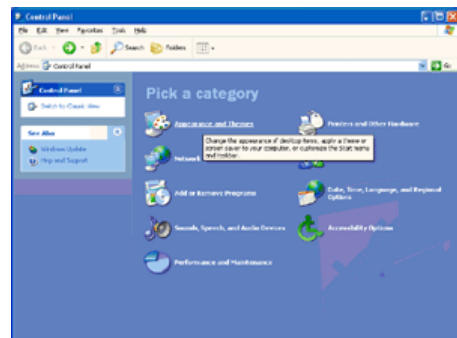 Control Panel
File Edit View Favorites Tools Help
Back Search Folders
Address Control Panel Go
Control Panel
Switch to Classic View
See Also
Windows Update
Help and Support
Pick a category
Appearance and Themes
Printers and Other Hardware
Change the appearance of desktop items, apply a theme or
screen saver to your computer, or customize the Start menu
and taskbar.
Network
Add or Remove Programs
Date, Time, Language, and Regional
Options
Sounds, Speech, and Audio Devices
Accessibility Options
Performance and Maintenance